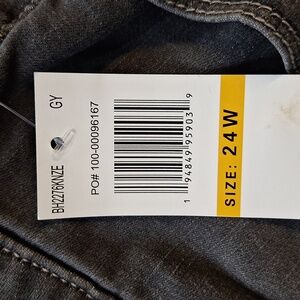 BH2276KNZE GY
PO# 100-00096167
1 94849 95903 9
SIZE: 24W